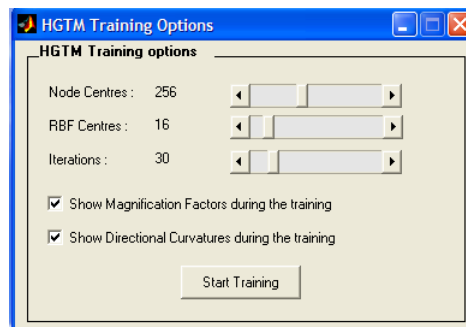 HGTM Training Options
HGTM Training options
Node Centres : 256
RBF Centres : 16
Iterations : 30
Show Magnification Factors during the training
Show Directional Curvatures during the training
Start Training